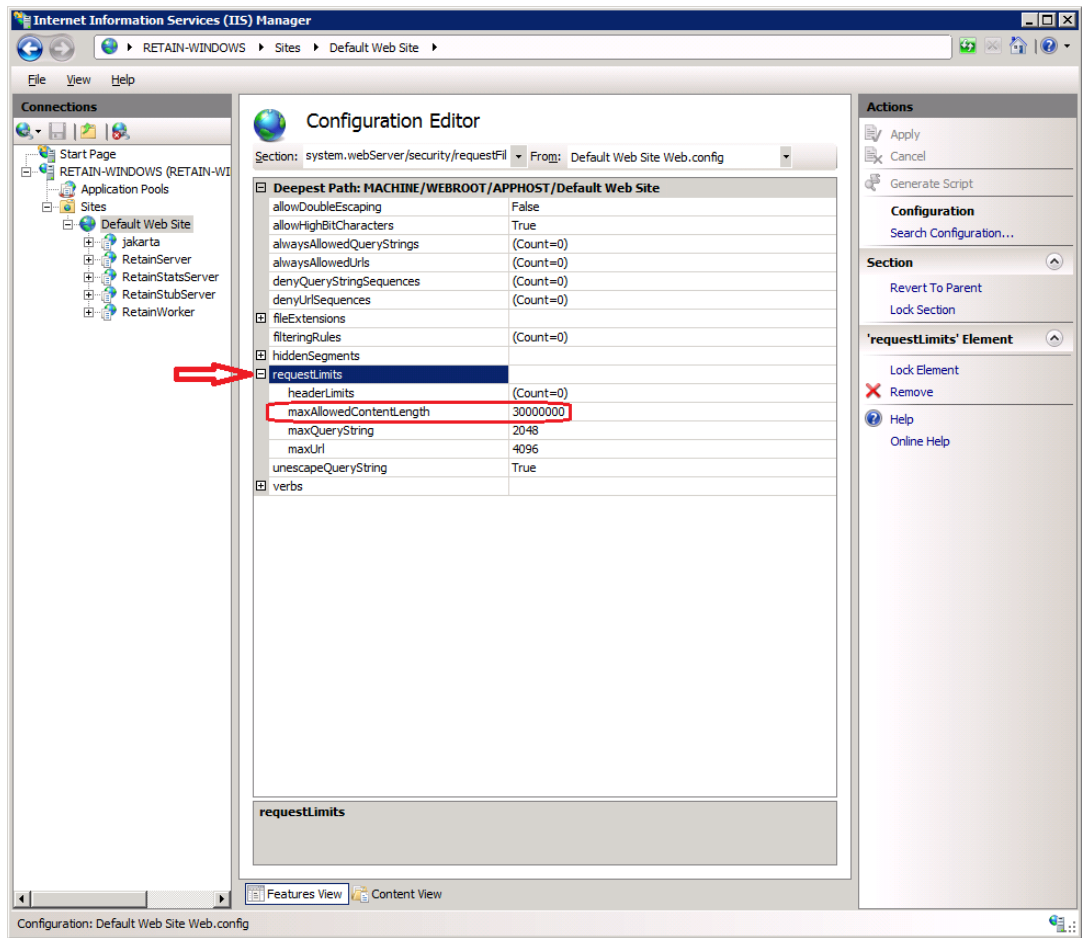 Internet Information Services (IIS) Manager
RETAIN-WINDOWS Sites Default Web Site
File View Help
Connections
Start Page
RETAIN-WINDOWS (RETAIN-WI
Application Pools
Sites
Default Web Site
jakarta
RetainServer
RetainStatsServer
RetainStubServer
RetainWorker
Configuration Editor
Section: system.webServer/security/requestFil From: Default Web Site Web.config
Deepest Path: MACHINE/WEBROOT/APPHOST/Default Web Site
allowDoubleEscaping False
allowHighBitCharacters True
alwaysAllowedQueryStrings (Count=0)
alwaysAllowedUrls (Count=0)
denyQueryStringSequences (Count=0)
denyUrlSequences (Count=0)
fileExtensions
filteringRules (Count=0)
hiddenSegments
requestLimits
headerLimits (Count=0)
maxAllowedContentLength 30000000
maxQueryString 2048
maxUrl 4096
unescapeQueryString True
verbs
requestLimits
Features View Content View
Actions
Apply
Cancel
Generate Script
Configuration
Search Configuration...
Section
Revert To Parent
Lock Section
'requestLimits' Element
Lock Element
Remove
Help
Online Help
Configuration: Default Web Site Web.config